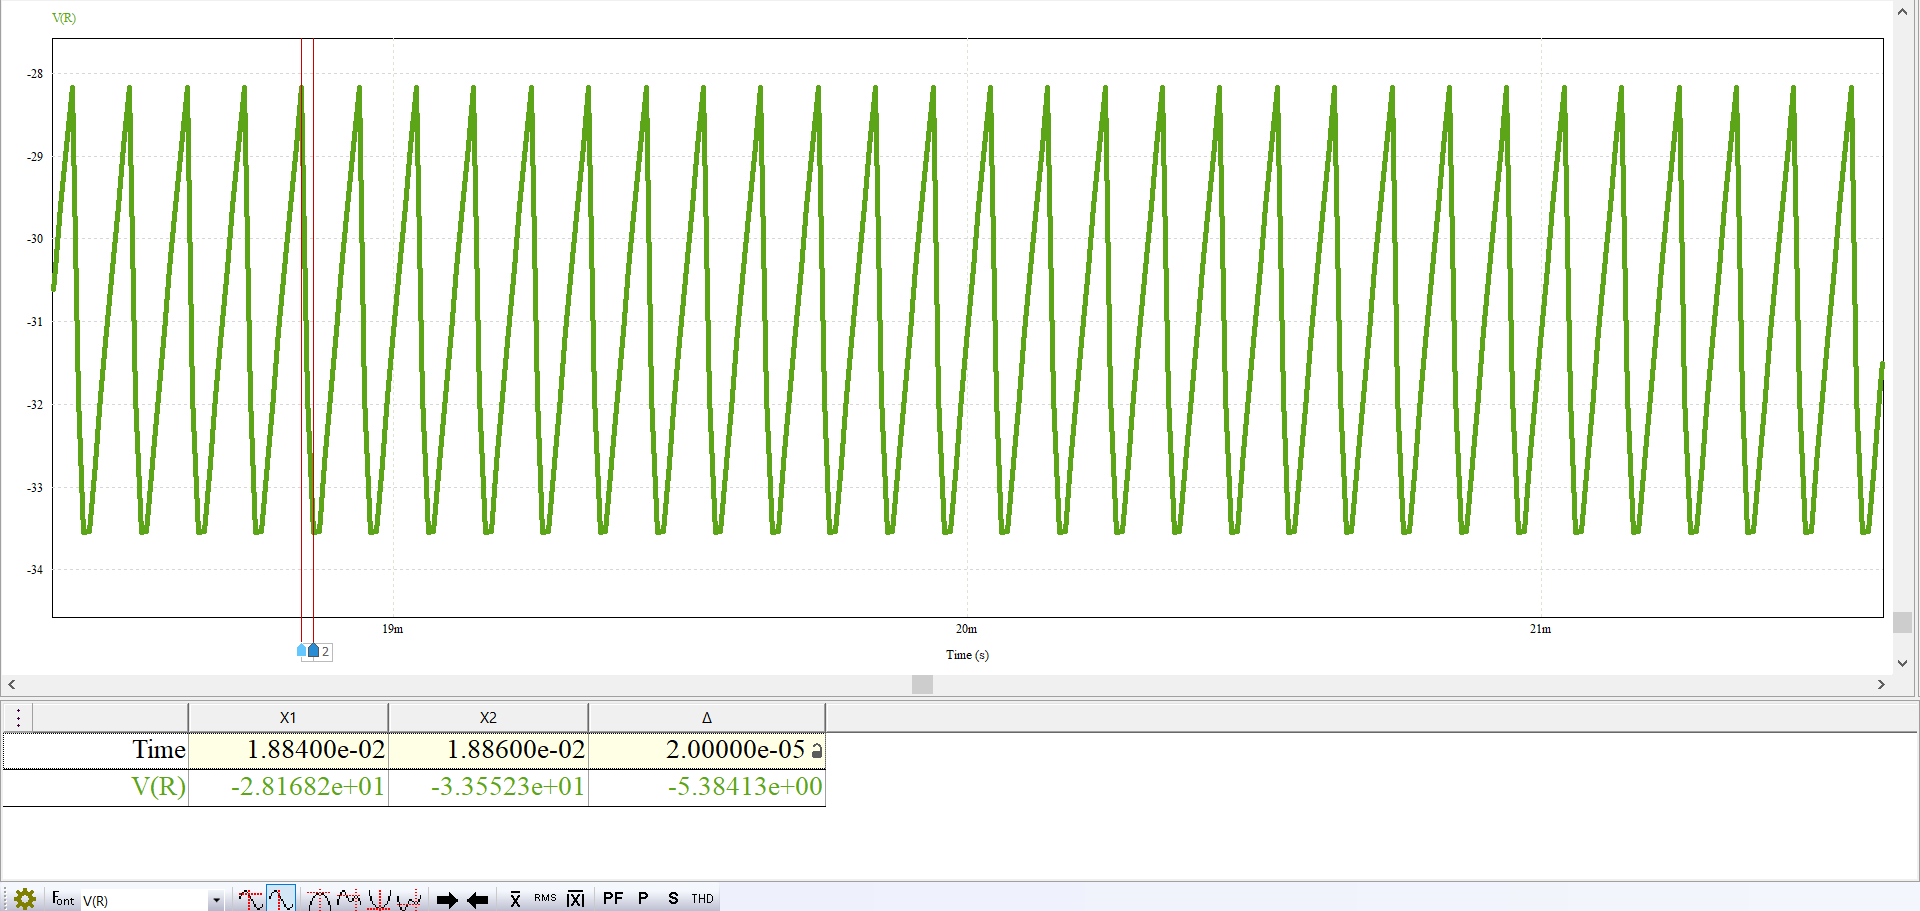 V(R)
-28
-29
-30
-31
-32
-33
-34
19m 20m 21m
2
Time (s)
X1 X2 Δ
Time 1.88400e-02 1.88600e-02 2.00000e-05
V(R) -2.81682e+01 -3.35523e+01 -5.38413e+00
Font V(R) x RMS |X| PF P S THD